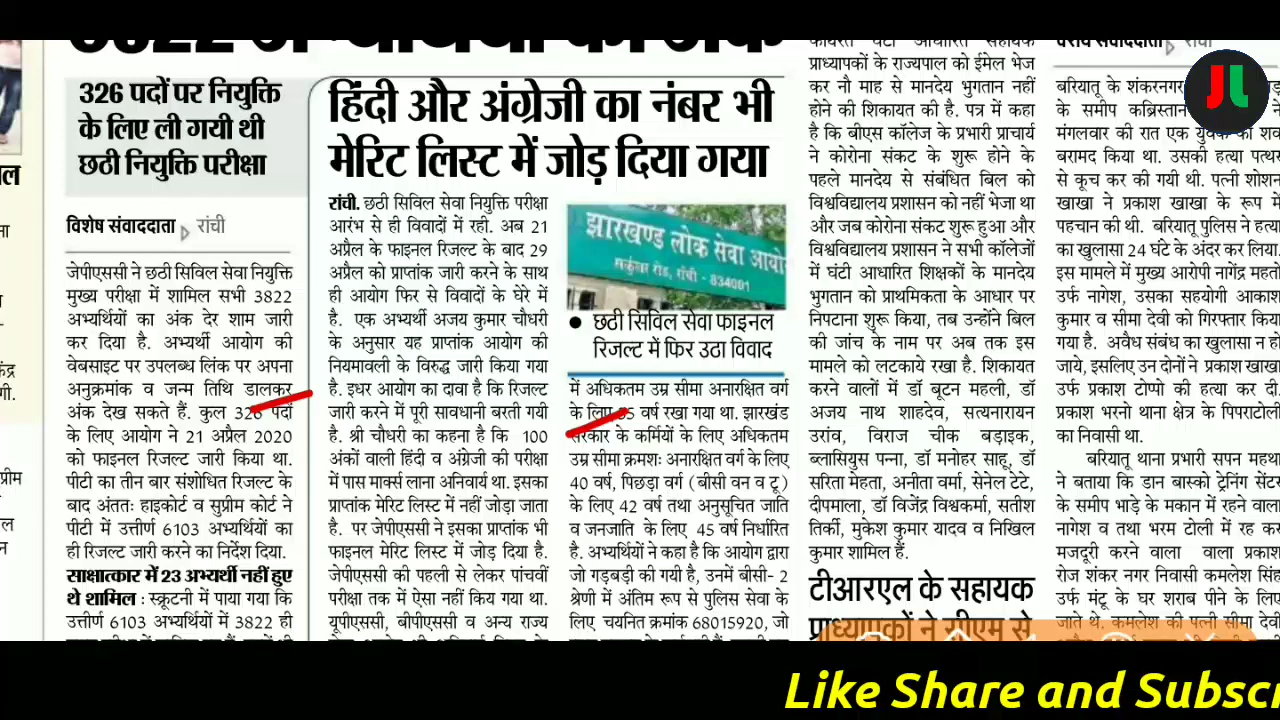 326 पदों पर नियुक्ति
के लिए ली गयी थी
छठी नियुक्ति परीक्षा
विशेष संवाददाता रांची
जेपीएससी ने छठी सिविल सेवा नियुक्ति
मुख्य परीक्षा में शामिल सभी 3822
अभ्यर्थियों का अंक देर शाम जारी
कर दिया है. अभ्यर्थी आयोग की
वेबसाइट पर उपलब्ध लिंक पर अपना
अनुक्रमांक व जन्म तिथि डालकर
अंक देख सकते हैं. कुल 326 पदों
के लिए आयोग ने 21 अप्रैल 2020
को फाइनल रिजल्ट जारी किया था.
पीटी का तीन बार संशोधित रिजल्ट के
बाद अंततः हाइकोर्ट व सुप्रीम कोर्ट ने
पीटी में उत्तीर्ण 6103 अभ्यर्थियों का
ही रिजल्ट जारी करने का निर्देश दिया.
साक्षात्कार में 23 अभ्यर्थी नहीं हुए
थे शामिल : स्क्रूटनी में पाया गया कि
उत्तीर्ण 6103 अभ्यर्थियों में 3822 ही
हिंदी और अंग्रेजी का नंबर भी
मेरिट लिस्ट में जोड़ दिया गया
रांची. छठी सिविल सेवा नियुक्ति परीक्षा
आरंभ से ही विवादों में रही. अब 21
अप्रैल के फाइनल रिजल्ट के बाद 29
अप्रैल को प्राप्तांक जारी करने के साथ
ही आयोग फिर से विवादों के घेरे में
है. एक अभ्यर्थी अजय कुमार चौधरी
के अनुसार यह प्राप्तांक आयोग की
नियमावली के विरुद्ध जारी किया गया
है. इधर आयोग का दावा है कि रिजल्ट
जारी करने में पूरी सावधानी बरती गयी
है. श्री चौधरी का कहना है कि 100
अंकों वाली हिंदी व अंग्रेजी की परीक्षा
में पास मार्क्स लाना अनिवार्य था. इसका
प्राप्तांक मेरिट लिस्ट में नहीं जोड़ा जाता
है. पर जेपीएससी ने इसका प्राप्तांक भी
फाइनल मेरिट लिस्ट में जोड़ दिया है.
जेपीएससी की पहली से लेकर पांचवीं
परीक्षा तक में ऐसा नहीं किय गया था.
यूपीएससी, बीपीएससी व अन्य राज्य
झारखण्ड लोक सेवा आयो
सर्कुलर रोड, राँची - 834001
● छठी सिविल सेवा फाइनल
रिजल्ट में फिर उठा विवाद
में अधिकतम उम्र सीमा अनारक्षित वर्ग
के लिए 35 वर्ष रखा गया था. झारखंड
सरकार के कर्मियों के लिए अधिकतम
उम्र सीमा क्रमशः अनारक्षित वर्ग के लिए
40 वर्ष, पिछड़ा वर्ग (बीसी वन व टू)
के लिए 42 वर्ष तथा अनुसूचित जाति
व जनजाति के लिए 45 वर्ष निर्धारित
है. अभ्यर्थियों ने कहा है कि आयोग द्वारा
जो गड़बड़ी की गयी है, उनमें बीसी- 2
श्रेणी में अंतिम रूप से पुलिस सेवा के
लिए चयनित क्रमांक 68015920, जो
प्राध्यापकों के राज्यपाल को ईमेल भेज
कर नौ माह से मानदेय भुगतान नहीं
होने की शिकायत की है. पत्र में कहा
है कि बीएस कॉलेज के प्रभारी प्राचार्य
ने कोरोना संकट के शुरू होने के
पहले मानदेय से संबंधित बिल को
विश्वविद्यालय प्रशासन को नहीं भेजा था
और जब कोरोना संकट शुरू हुआ और
विश्वविद्यालय प्रशासन ने सभी कॉलेजों
में घंटी आधारित शिक्षकों के मानदेय
भुगतान को प्राथमिकता के आधार पर
निपटाना शुरू किया, तब उन्होंने बिल
की जांच के नाम पर अब तक इस
मामले को लटकाये रखा है. शिकायत
करने वालों में डॉ बूटन महली, डॉ
अजय नाथ शाहदेव, सत्यनारायन
उरांव, विराज चीक बड़ाइक,
ब्लासियुस पन्ना, डॉ मनोहर साहू, डॉ
सरिता मेहता, अनीता वर्मा, सेनेल टेटे,
दीपमाला, डॉ विजेंद्र विश्वकर्मा, सतीश
तिर्की, मुकेश कुमार यादव व निखिल
कुमार शामिल हैं.
टीआरएल के सहायक
प्राध्यापकों ने सीएम से
रांची
बरियातू के शंकरनगर
के समीप कब्रिस्तान
मंगलवार की रात एक युवक का शव
बरामद किया था. उसकी हत्या पत्थर
से कूच कर की गयी थी. पत्नी शोशन
खाखा ने प्रकाश खाखा के रूप में
पहचान की थी. बरियातू पुलिस ने हत्या
का खुलासा 24 घंटे के अंदर कर लिया.
इस मामले में मुख्य आरोपी नागेंद्र महतो
उर्फ नागेश, उसका सहयोगी आकाश
कुमार व सीमा देवी को गिरफ्तार किया
गया है. अवैध संबंध का खुलासा न हो
जाये, इसलिए उन दोनों ने प्रकाश खाखा
उर्फ प्रकाश टोप्पो की हत्या कर दी.
प्रकाश भरनो थाना क्षेत्र के पिपराटोली
का निवासी था.
बरियातू थाना प्रभारी सपन महथा
ने बताया कि डान बास्को ट्रेनिंग सेंटर
के समीप भाड़े के मकान में रहने वाला
नागेश व तथा भरम टोली में रह कर
मजदूरी करने वाला वाला प्रकाश
रोज शंकर नगर निवासी कमलेश सिंह
उर्फ मंटू के घर शराब पीने के लिए
जाते थे. कमलेश की पत्नी सीमा देवी
JL
Like Share and Subscr